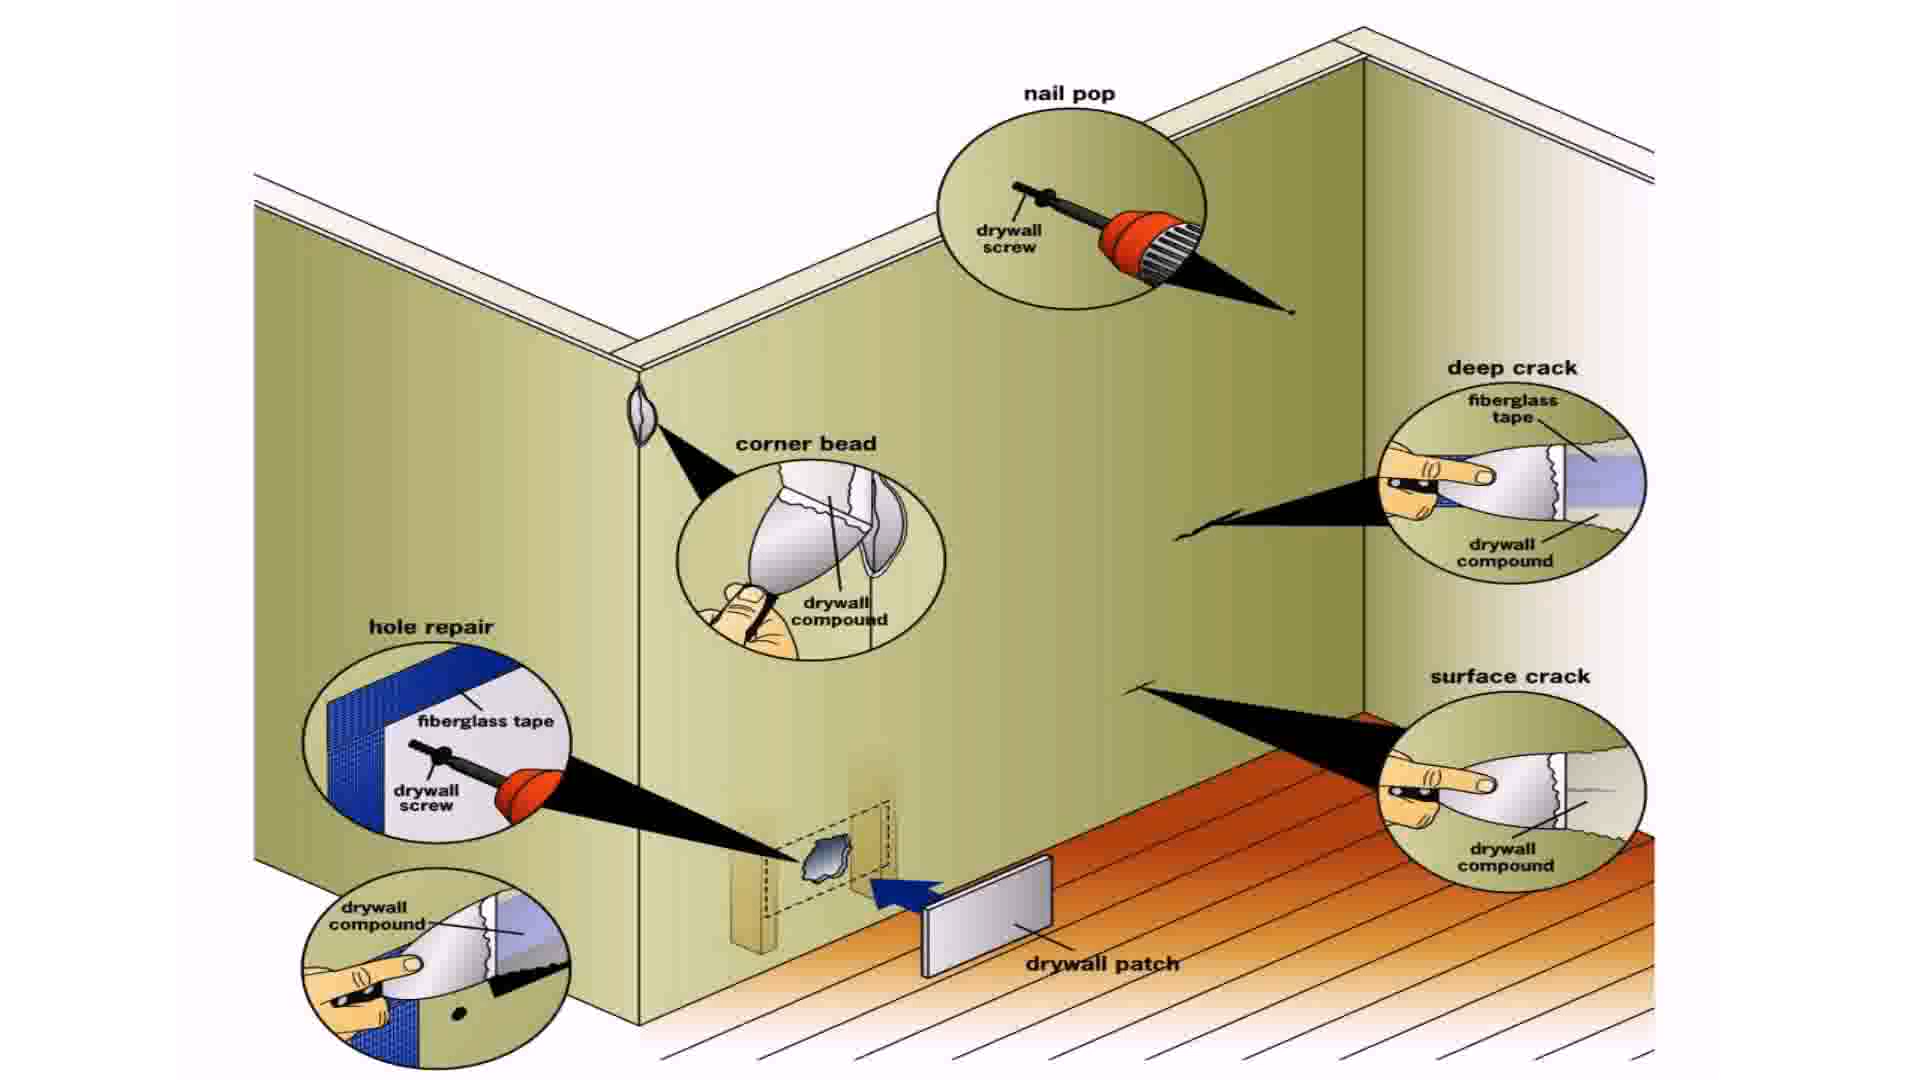 nail pop
drywall
screw
deep crack
fiberglass
tape
drywall
compound
corner bead
drywall
compound
hole repair
fiberglass tape
drywall
screw
surface crack
drywall
compound
drywall
compound
drywall patch